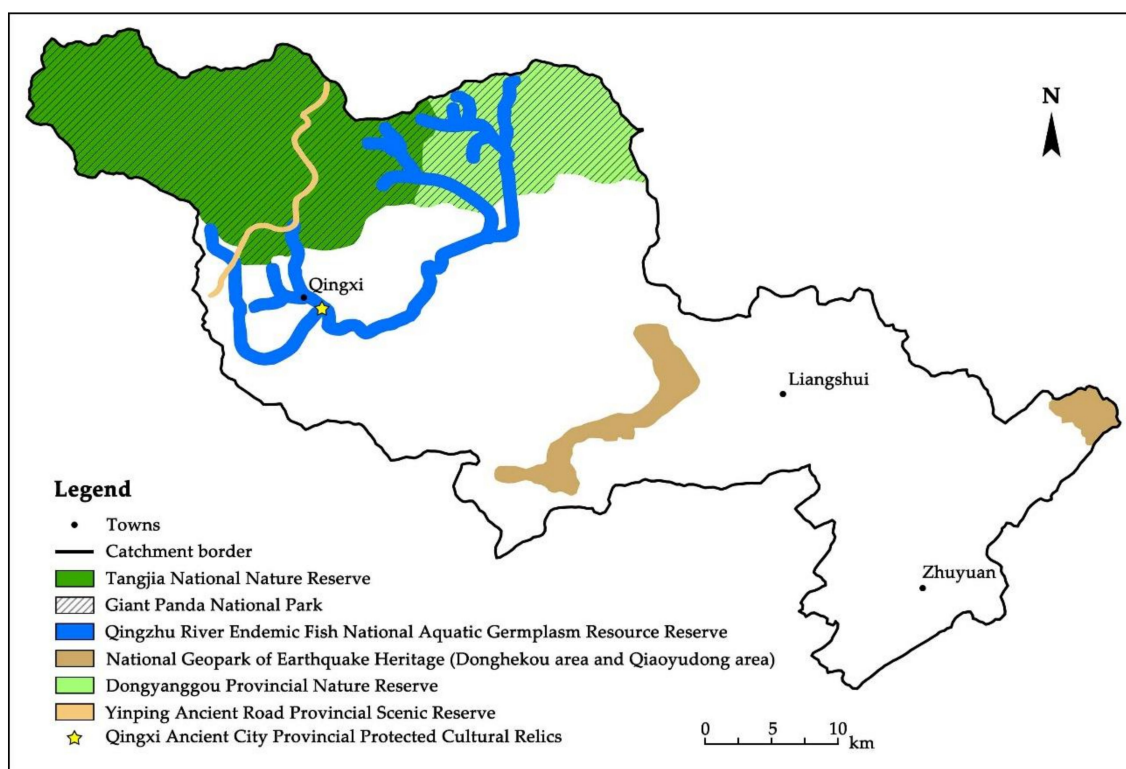 N
Qingxi
Liangshui
Zhuyuan
Legend
Towns
Catchment border
Tangjia National Nature Reserve
Giant Panda National Park
Qingzhu River Endemic Fish National Aquatic Germplasm Resource Reserve
National Geopark of Earthquake Heritage (Donghekou area and Qiaoyudong area)
Dongyanggou Provincial Nature Reserve
Yinping Ancient Road Provincial Scenic Reserve
Qingxi Ancient City Provincial Protected Cultural Relics
0 5 10
km